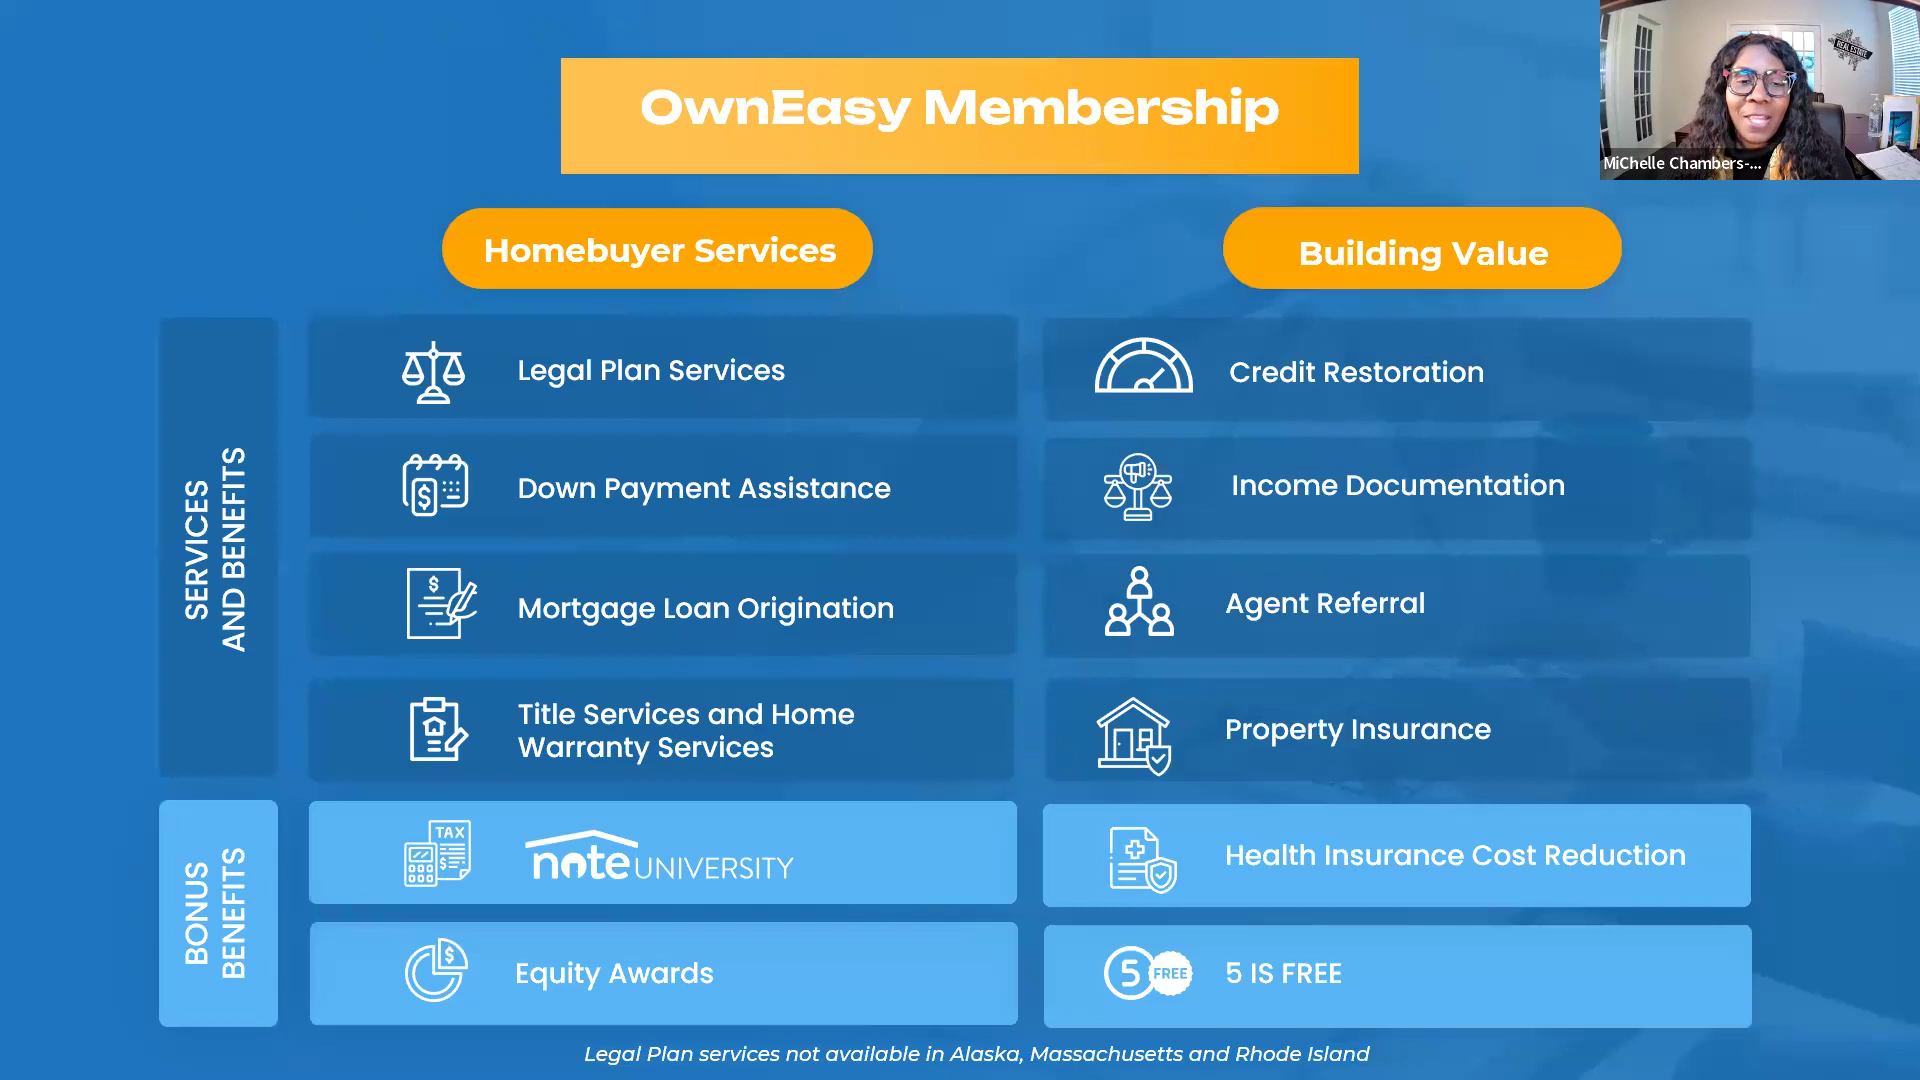 OwnEasy Membership
REAL ESTATE
MiChelle Chambers-...
Homebuyer Services
Building Value
SERVICES
AND BENEFITS
Legal Plan Services
Credit Restoration
Down Payment Assistance
Income Documentation
Mortgage Loan Origination
Agent Referral
Title Services and Home
Warranty Services
Property Insurance
BONUS
BENEFITS
TAX
note UNIVERSITY
Health Insurance Cost Reduction
Equity Awards
5 FREE
5 IS FREE
Legal Plan services not available in Alaska, Massachusetts and Rhode Island